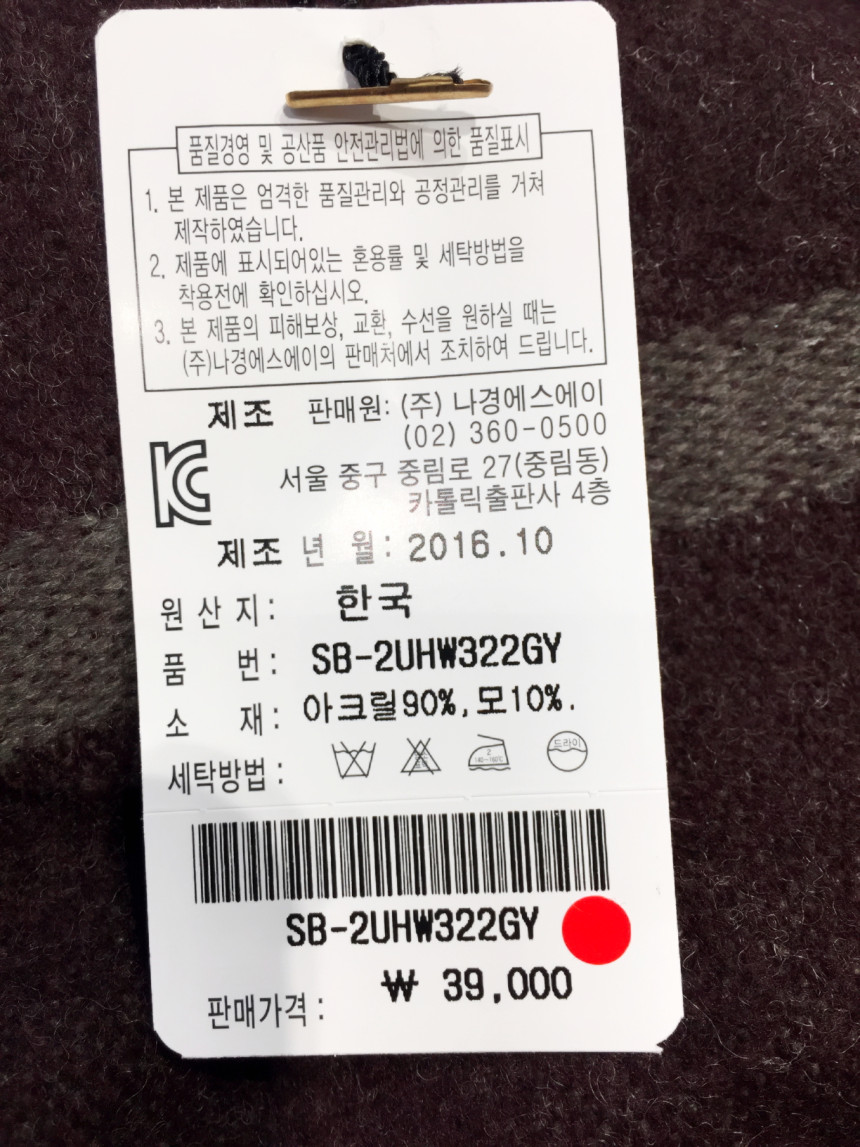 품질경영 및 공산품 안전관리법에 의한 품질표시
1. 본 제품은 엄격한 품질관리와 공정관리를 거쳐
제작하였습니다.
2. 제품에 표시되어있는 혼용률 및 세탁방법을
착용전에 확인하십시오.
3. 본 제품의 피해보상, 교환, 수선을 원하실 때는
(주)나경에스에이의 판매처에서 조치하여 드립니다.
제조 판매원: (주) 나경에스에이
(02) 360-0500
서울 중구 중림로 27(중림동)
카톨릭출판사 4층
제조 년 월: 2016.10
원 산 지: 한국
품 번: SB-2UHW322GY
소 재: 아크릴90%,모10%.
세탁방법: 2 140~160℃ 드라이
SB-2UHW322GY
₩ 39,000
판매가격: